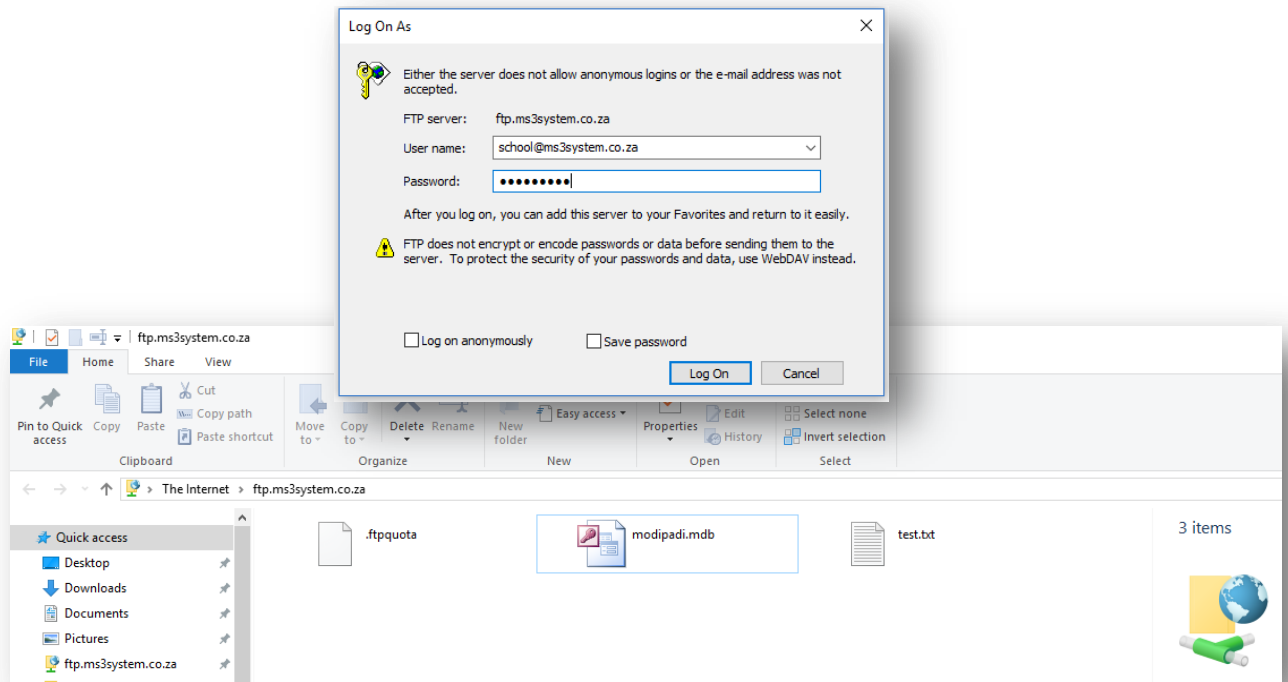 Log On As
Either the server does not allow anonymous logins or the e-mail address was not
accepted.
FTP server: ftp.ms3system.co.za
User name: school@ms3system.co.za
Password: •••••••••
After you log on, you can add this server to your Favorites and return to it easily.
FTP does not encrypt or encode passwords or data before sending them to the
server. To protect the security of your passwords and data, use WebDAV instead.
Log on anonymously Save password
Log On Cancel
ftp.ms3system.co.za
File Home Share View
Pin to Quick
access
Copy
Paste
Cut
Copy path
Paste shortcut
Clipboard
Move
to
Copy
to
Delete
Rename
Organize
New
folder
Easy access
New
Properties
Edit
History
Open
Select none
Invert selection
Select
The Internet > ftp.ms3system.co.za
Quick access
Desktop
Downloads
Documents
Pictures
ftp.ms3system.co.za
.ftpquota
modipadi.mdb
test.txt
3 items